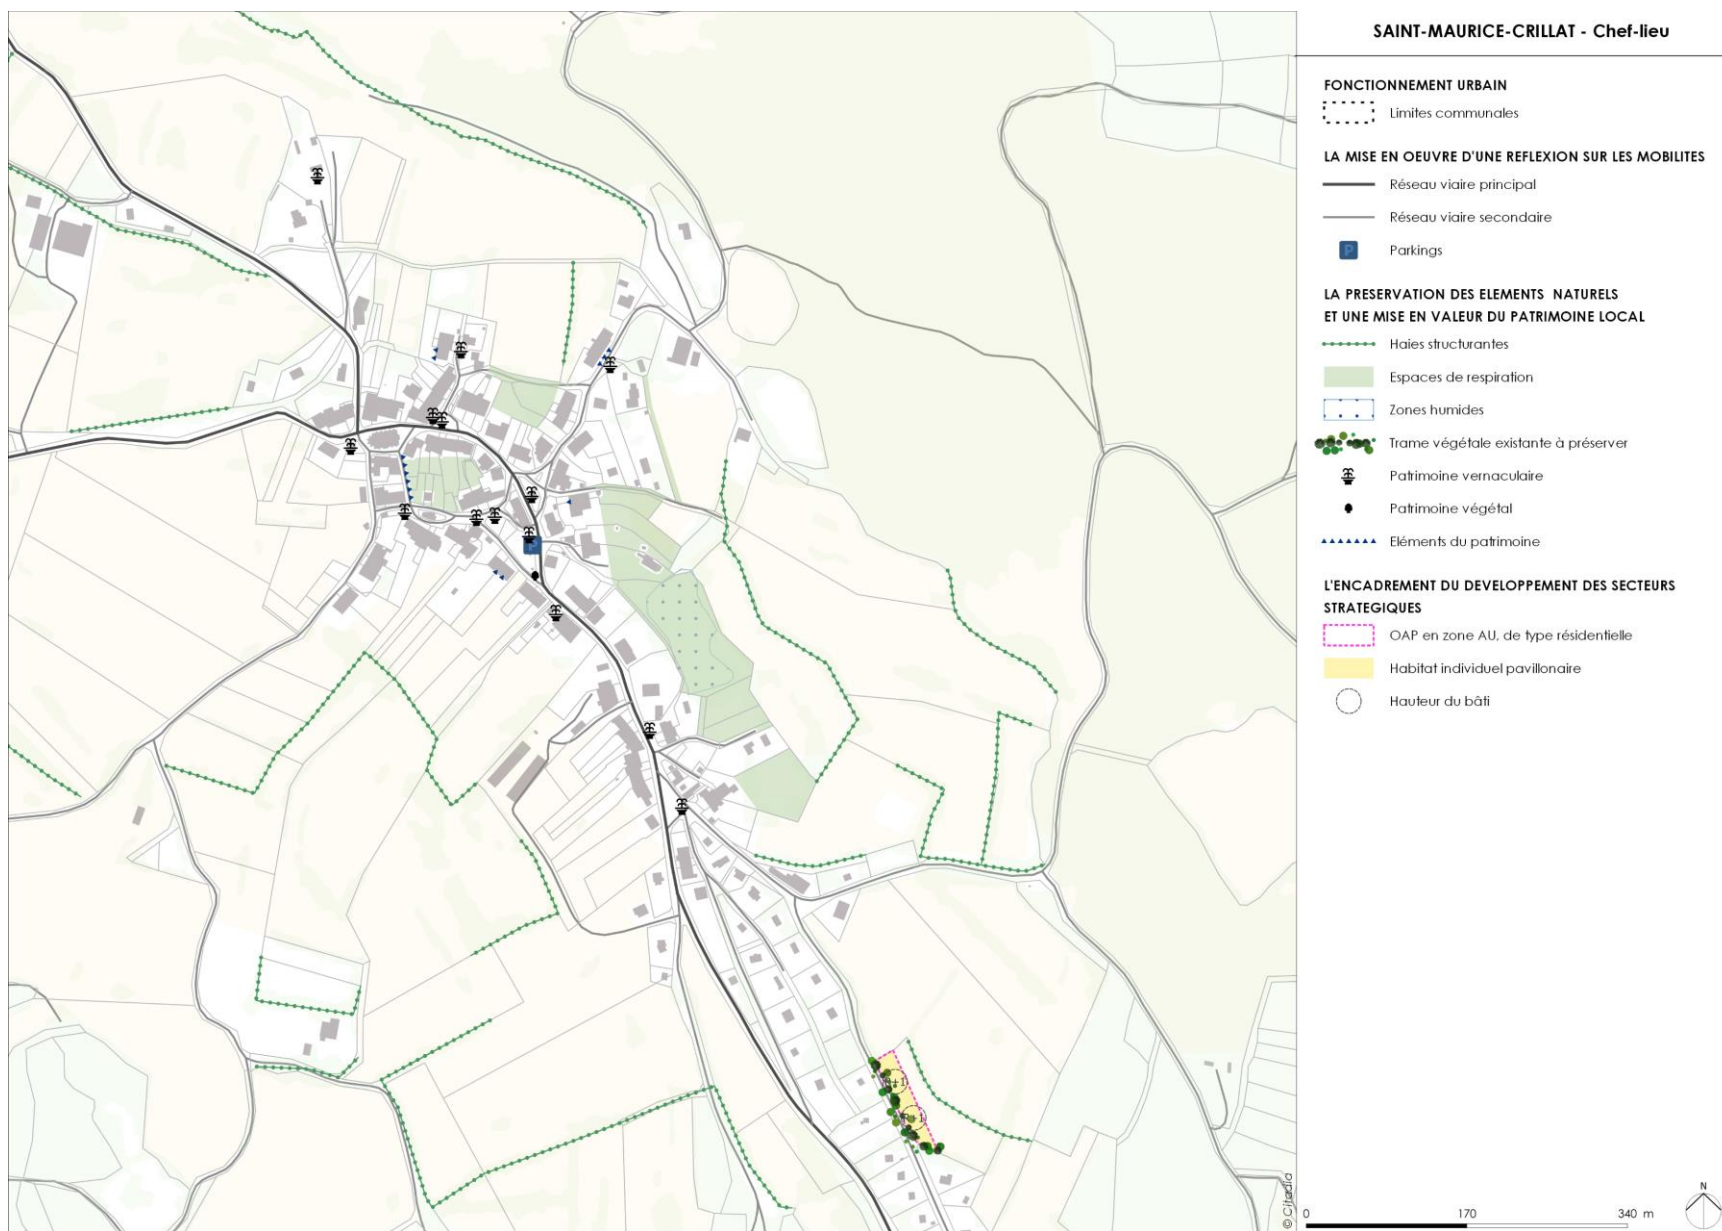 SAINT-MAURICE-CRILLAT - Chef-lieu
FONCTIONNEMENT URBAIN
Limites communales
LA MISE EN OEUVRE D'UNE REFLEXION SUR LES MOBILITES
Réseau viaire principal
Réseau viaire secondaire
P
Parkings
LA PRESERVATION DES ELEMENTS NATURELS
ET UNE MISE EN VALEUR DU PATRIMOINE LOCAL
Haies structurantes
Espaces de respiration
Zones humides
Trame végétale existante à préserver
Patrimoine vernaculaire
Patrimoine végétal
Eléments du patrimoine
L'ENCADREMENT DU DEVELOPPEMENT DES SECTEURS
STRATEGIQUES
OAP en zone AU, de type résidentielle
Habitat individuel pavillonaire
Hauteur du bâti
P
R+1
R+1
© Citadia
0 170 340 m
N